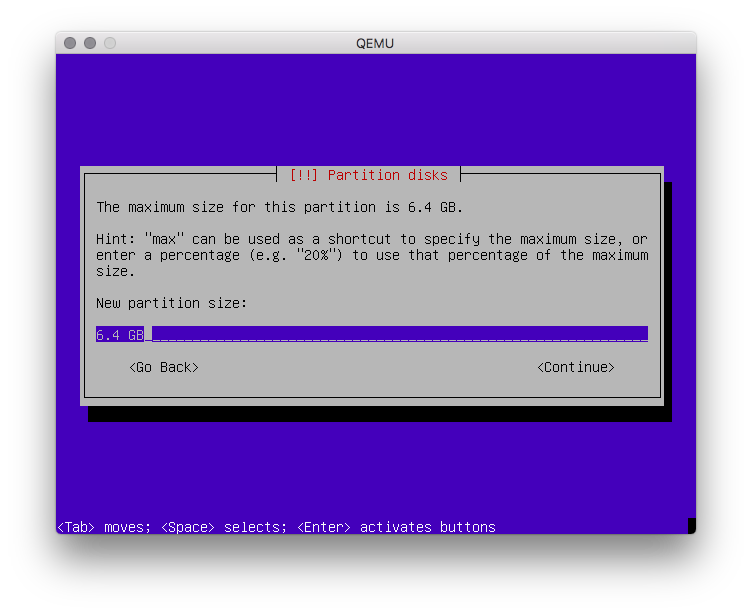 QEMU
[!!] Partition disks
The maximum size for this partition is 6.4 GB.
Hint: "max" can be used as a shortcut to specify the maximum size, or
enter a percentage (e.g. "20%") to use that percentage of the maximum
size.
New partition size:
6.4 GB
<Go Back> <Continue>
<Tab> moves; <Space> selects; <Enter> activates buttons